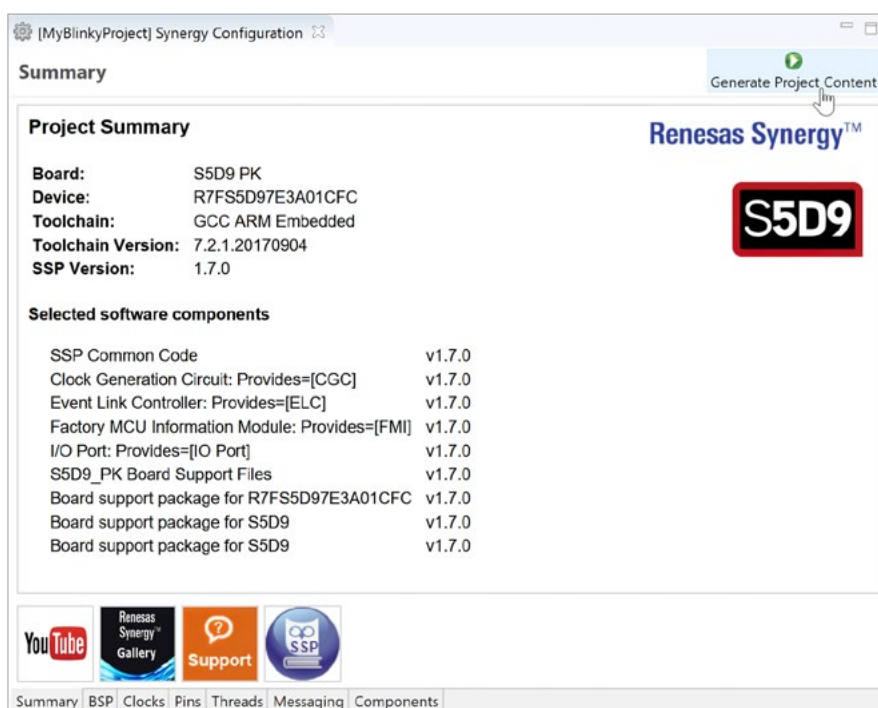 [MyBlinkyProject] Synergy Configuration
Summary
Generate Project Content
Project Summary
Renesas Synergy™
Board: S5D9 PK
Device: R7FS5D97E3A01CFC
Toolchain: GCC ARM Embedded
Toolchain Version: 7.2.1.20170904
SSP Version: 1.7.0
S5D9
Selected software components
SSP Common Code v1.7.0
Clock Generation Circuit: Provides=[CGC] v1.7.0
Event Link Controller: Provides=[ELC] v1.7.0
Factory MCU Information Module: Provides=[FMI] v1.7.0
I/O Port: Provides=[IO Port] v1.7.0
S5D9_PK Board Support Files v1.7.0
Board support package for R7FS5D97E3A01CFC v1.7.0
Board support package for S5D9 v1.7.0
Board support package for S5D9 v1.7.0
YouTube
Renesas
Synergy™
Gallery
Support
SSP
Summary BSP Clocks Pins Threads Messaging Components